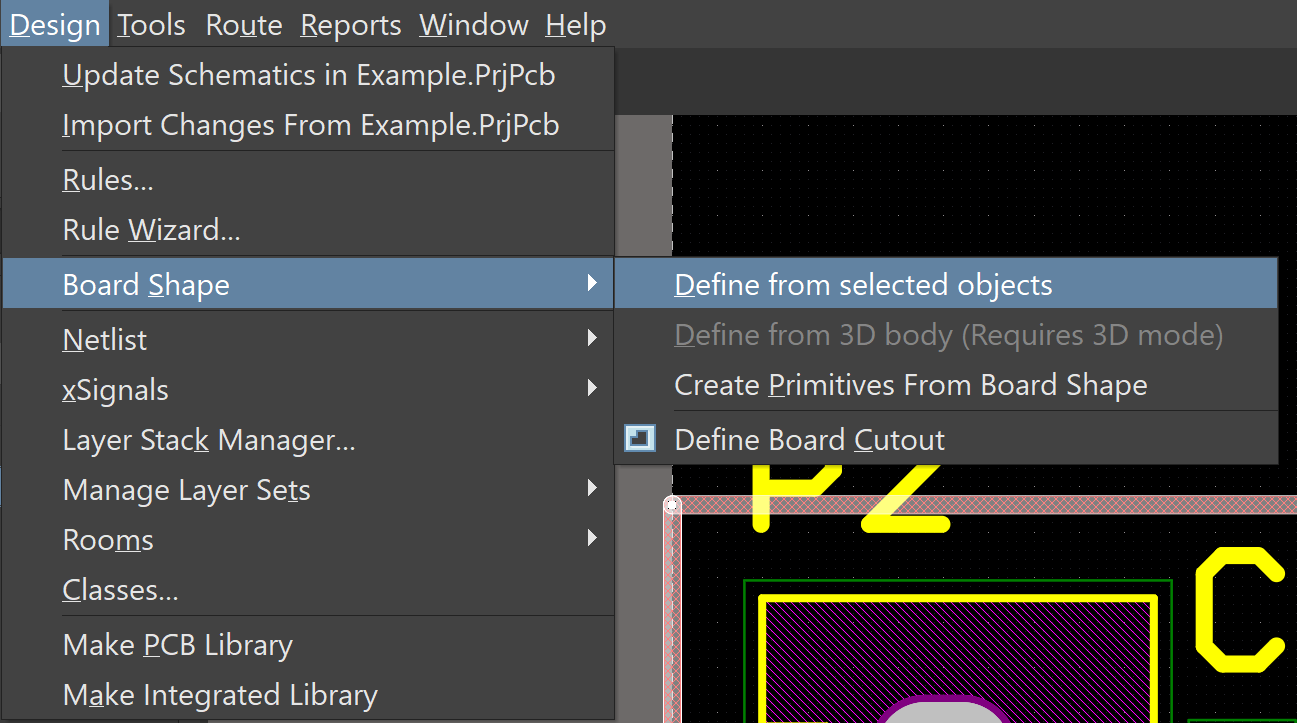 Design Tools Route Reports Window Help
Update Schematics in Example.PrjPcb
Import Changes From Example.PrjPcb
Rules...
Rule Wizard...
Board Shape
Define from selected objects
Define from 3D body (Requires 3D mode)
Create Primitives From Board Shape
Define Board Cutout
Netlist
xSignals
Layer Stack Manager...
Manage Layer Sets
Rooms
Classes...
Make PCB Library
Make Integrated Library
P2
C